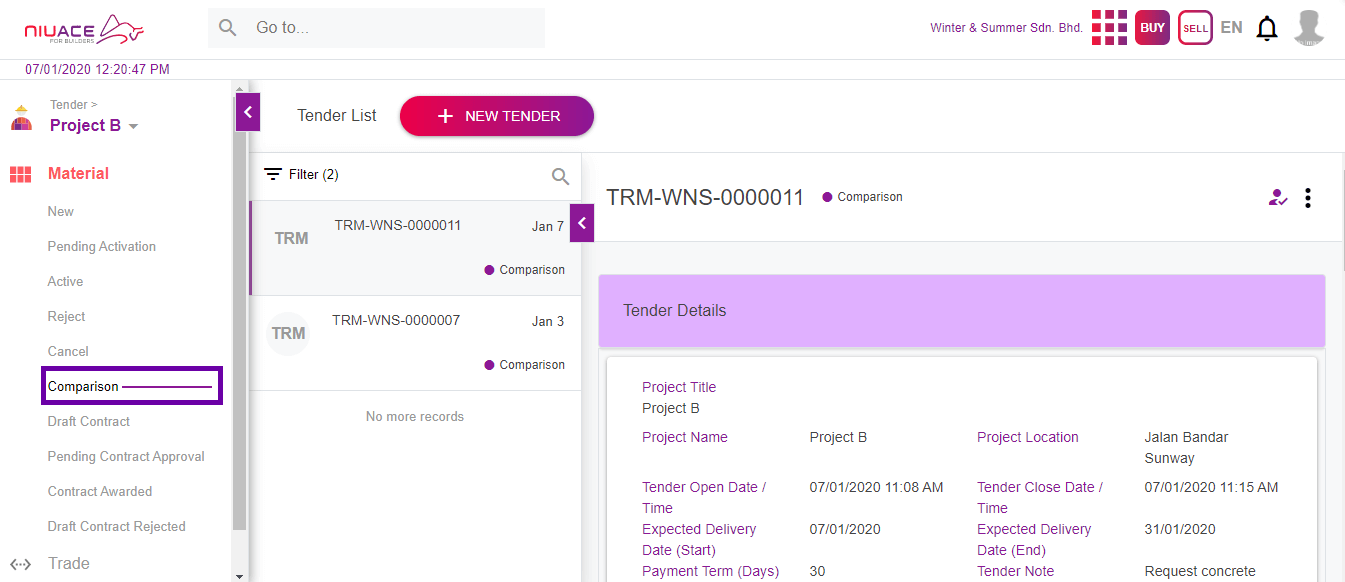 NIUACE
FOR BUILDERS
Go to...
Winter & Summer Sdn. Bhd.
BUY
SELL
EN
07/01/2020 12:20:47 PM
Tender >
Project B
Tender List
+ NEW TENDER
Material
New
Pending Activation
Active
Reject
Cancel
Comparison
Draft Contract
Pending Contract Approval
Contract Awarded
Draft Contract Rejected
Trade
Filter (2)
TRM
TRM-WNS-0000011
Jan 7
Comparison
TRM
TRM-WNS-0000007
Jan 3
Comparison
No more records
TRM-WNS-0000011
Comparison
Tender Details
Project Title
Project B
Project Name
Project B
Project Location
Jalan Bandar
Sunway
Tender Open Date /
Time
07/01/2020 11:08 AM
Tender Close Date /
Time
07/01/2020 11:15 AM
Expected Delivery
Date (Start)
07/01/2020
Expected Delivery
Date (End)
31/01/2020
Payment Term (Days)
30
Tender Note
Request concrete